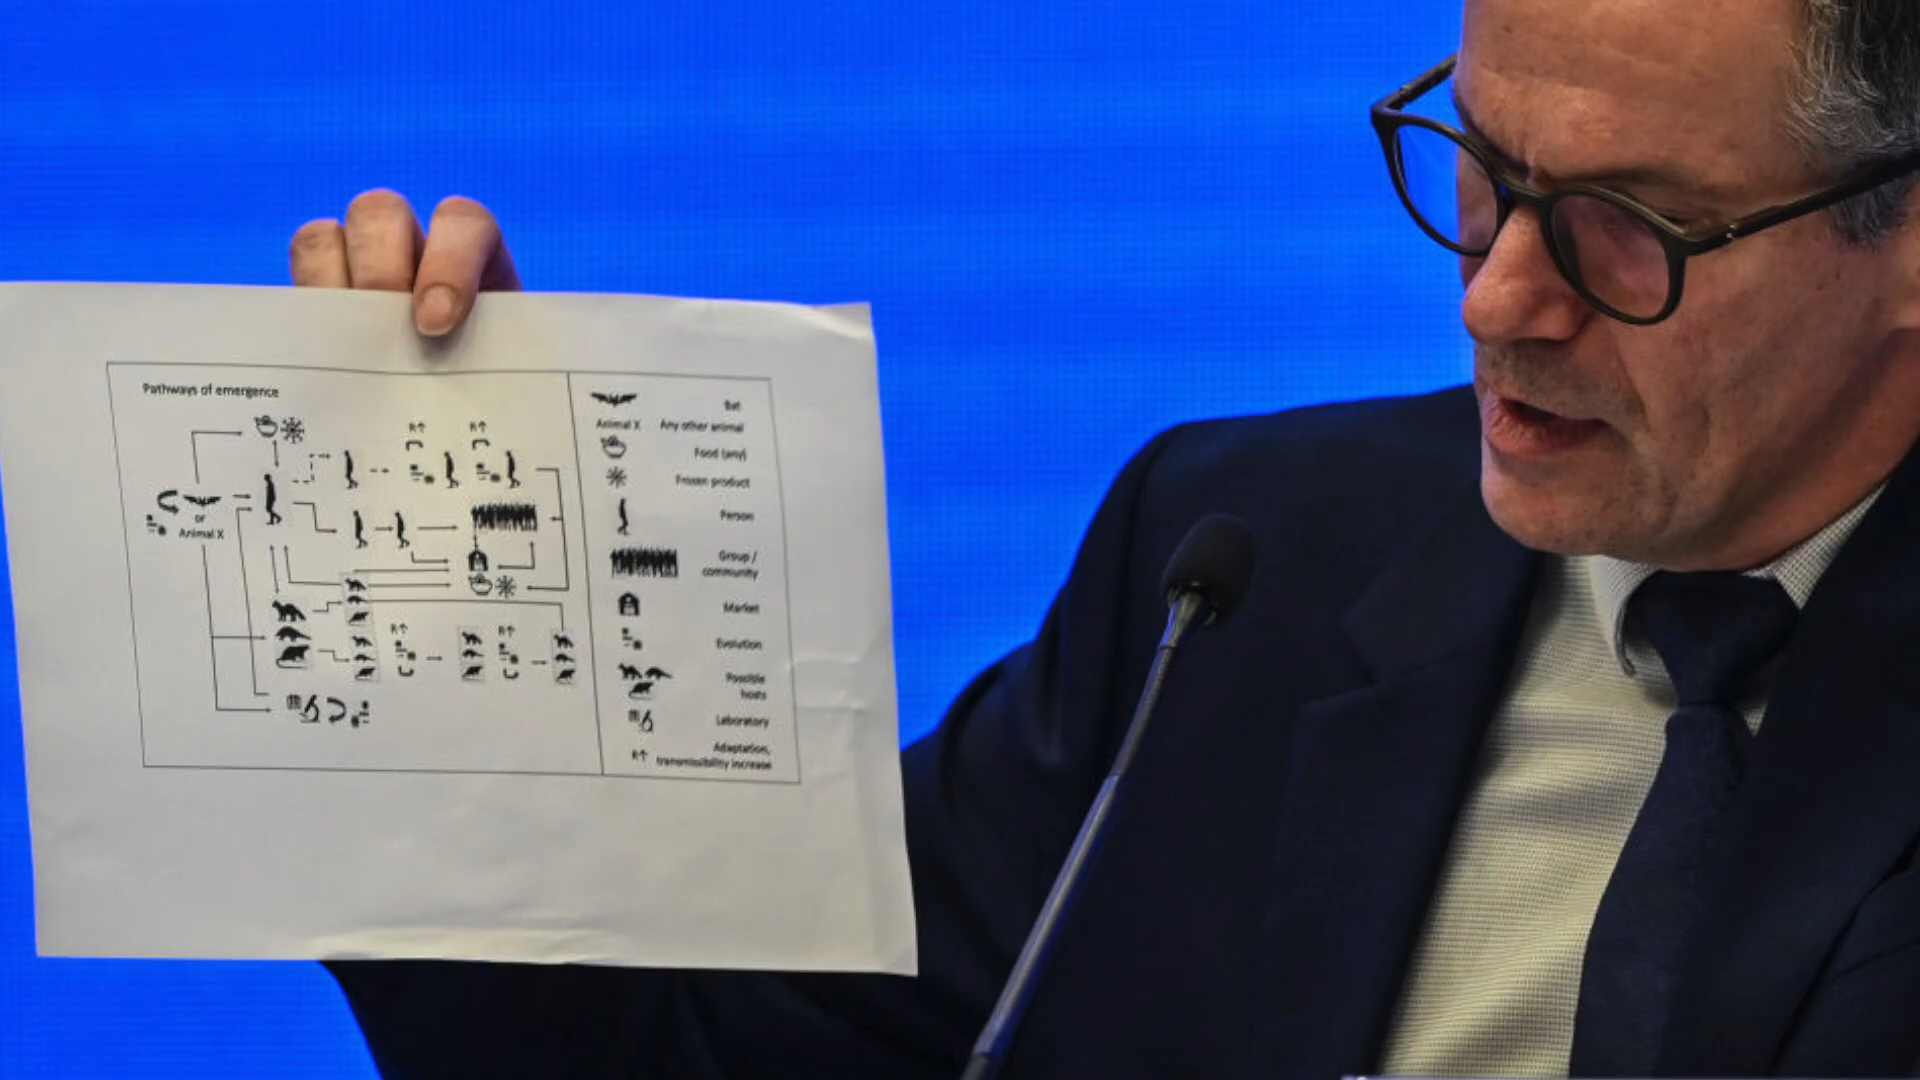 Pathways of emergence
R↑
R↑
or
Animal X
R↑
R↑
Bat
Animal X Any other animal
Food (any)
Frozen product
Person
Group /
community
Market
Evolution
Possible
hosts
Laboratory
Adaptation,
R↑ transmissibility increase